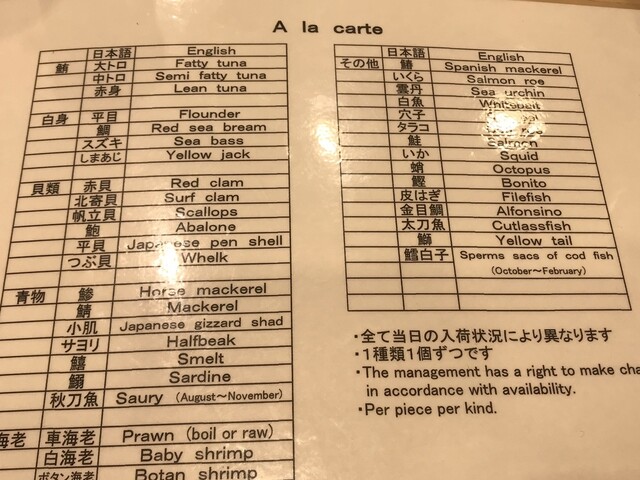 A la carte
日本語 English
鮪 大トロ Fatty tuna
中トロ Semi fatty tuna
赤身 Lean tuna
白身 平目 Flounder
鯛 Red sea bream
スズキ Sea bass
しまあじ Yellow jack
貝類 赤貝 Red clam
北寄貝 Surf clam
帆立貝 Scallops
鮑 Abalone
平貝 Japanese pen shell
つぶ貝 Whelk
青物 鯵 Horse mackerel
鯖 Mackerel
小肌 Japanese gizzard shad
サヨリ Halfbeak
鱚 Smelt
鰯 Sardine
秋刀魚 Saury (August～November)
海老 車海老 Prawn (boil or raw)
白海老 Baby shrimp
ボタン海老 Botan shrimp
日本語 English
その他 鰆 Spanish mackerel
いくら Salmon roe
雲丹 Sea urchin
白魚 Whitebait
穴子
タラコ roe
鮭 Salmon
いか Squid
蛸 Octopus
鰹 Bonito
皮はぎ Filefish
金目鯛 Alfonsino
太刀魚 Cutlassfish
鰤 Yellow tail
鱈白子 Sperms sacs of cod fish
(October～February)
・全て当日の入荷状況により異なります
・1種類1個ずつです
・The management has a right to make cha
in accordance with availability.
・Per piece per kind.